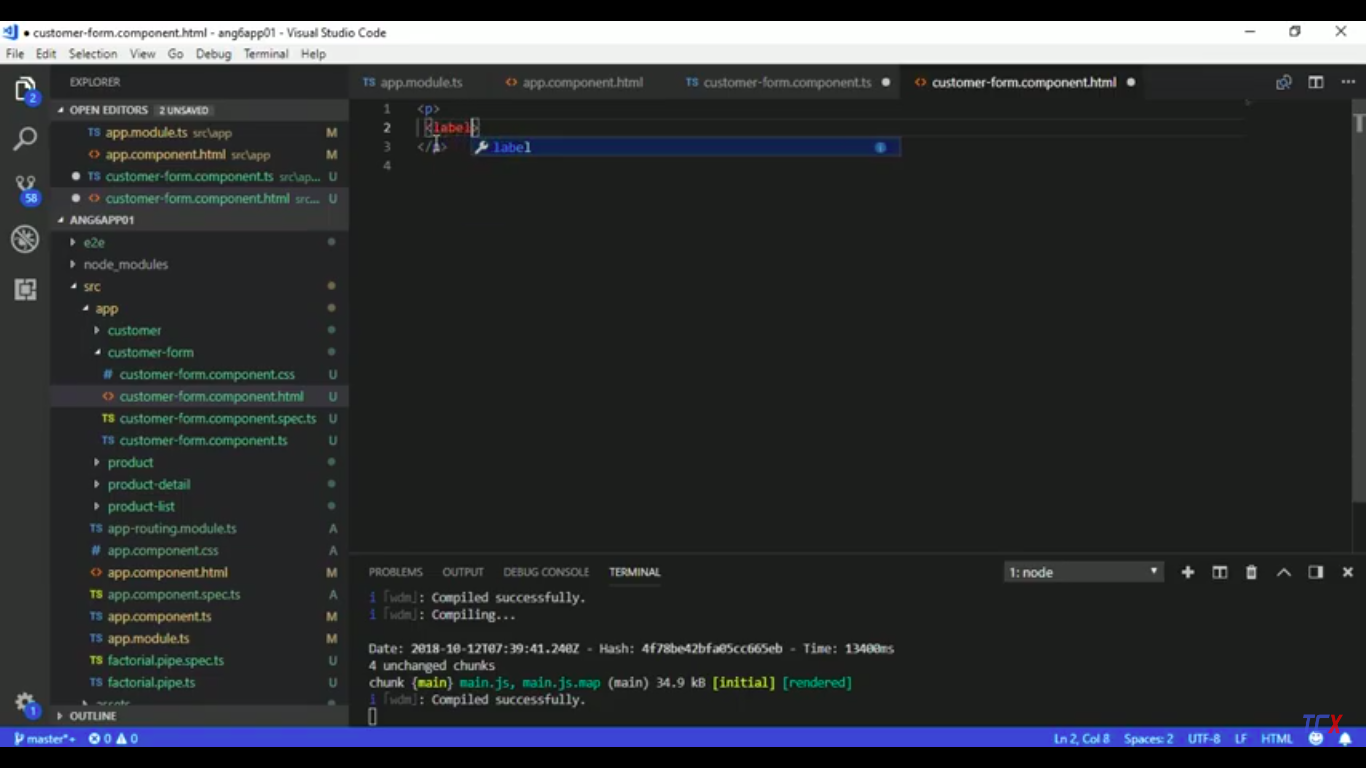 customer-form.component.html - ang6app01 - Visual Studio Code
File Edit Selection View Go Debug Terminal Help
EXPLORER
OPEN EDITORS 2 UNSAVED
TS app.module.ts src\app M
<> app.component.html src\app M
TS customer-form.component.ts src\ap... U
<> customer-form.component.html src... U
ANG6APP01
e2e
node_modules
src
app
customer
customer-form
# customer-form.component.css U
<> customer-form.component.html U
TS customer-form.component.spec.ts U
TS customer-form.component.ts U
product
product-detail
product-list
TS app-routing.module.ts A
# app.component.css A
<> app.component.html M
TS app.component.spec.ts A
TS app.component.ts M
TS app.module.ts M
TS factorial.pipe.spec.ts U
TS factorial.pipe.ts U
assets
OUTLINE
2
58
1
TS app.module.ts <> app.component.html TS customer-form.component.ts <> customer-form.component.html
1 <p>
2 <label>
3 </p>
4
label
PROBLEMS OUTPUT DEBUG CONSOLE TERMINAL 1: node
i ｢wdm｣: Compiled successfully.
i ｢wdm｣: Compiling...
Date: 2018-10-12T07:39:41.240Z - Hash: 4f78be42bfa05cc665eb - Time: 13400ms
4 unchanged chunks
chunk {main} main.js, main.js.map (main) 34.9 kB [initial] [rendered]
i ｢wdm｣: Compiled successfully.
TCX
master*+ 0 0 Ln 2, Col 8 Spaces: 2 UTF-8 LF HTML